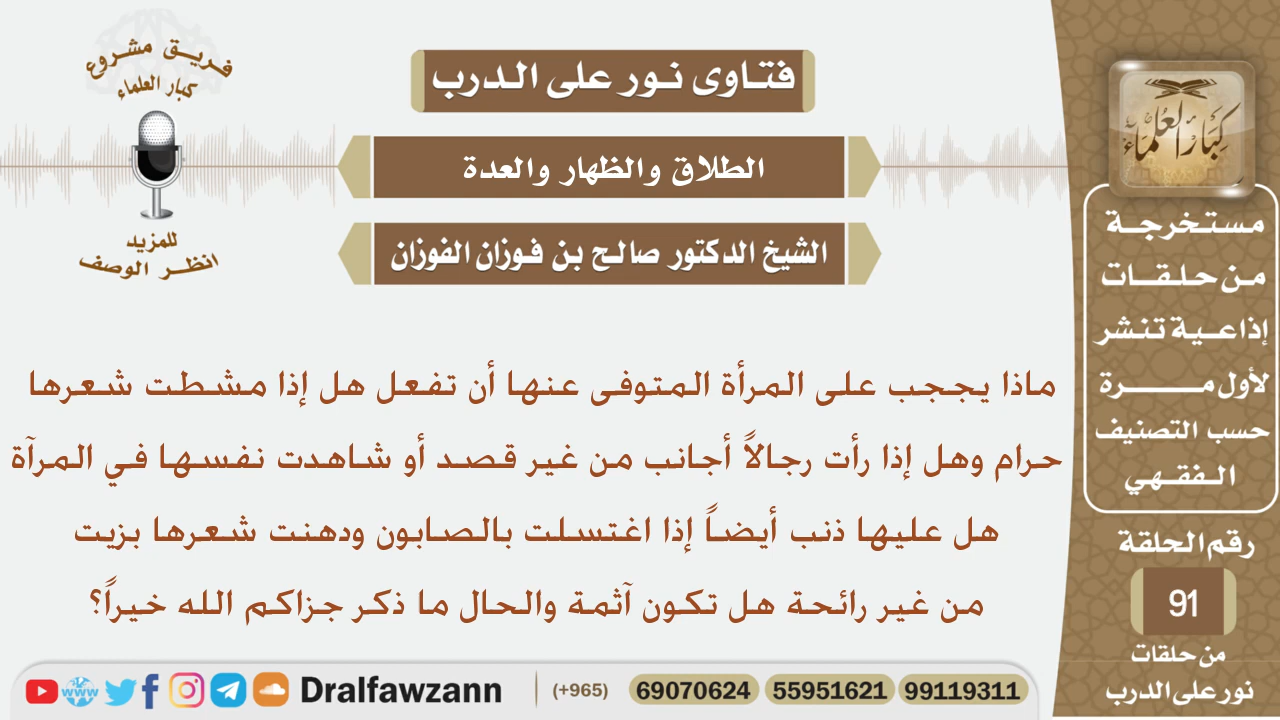 فريق مشروع
كبار العلماء
للمزيد
انظر الوصف
فتاوى نور على الدرب
الطلاق والظهار والعدة
الشيخ الدكتور صالح بن فوزان الفوزان
ماذا يججب على المرأة المتوفى عنها أن تفعل هل إذا مشطت شعرها
حرام وهل إذا رأت رجالاً أجانب من غير قصد أو شاهدت نفسها في المرآة
هل عليها ذنب أيضاً إذا اغتسلت بالصابون ودهنت شعرها بزيت
من غير رائحة هل تكون آثمة والحال ما ذكر جزاكم الله خيراً؟
كبار العلماء
مستخرجة
من حلقات
إذاعية تنشر
لأول مرة
حسب التصنيف
الفقهي
رقم الحلقة
91
من حلقات
نور على الدرب
www Dralfawzann (+965) 69070624 55951621 99119311